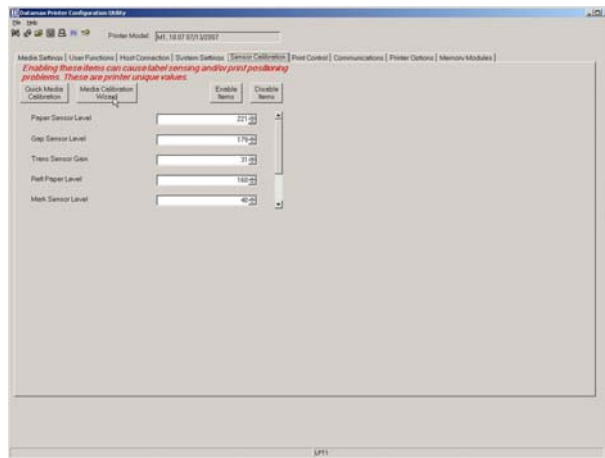 Datamax Printer Configuration Utility
File Help
Printer Model: M1, 10.07 07/13/2007
Media Settings User Functions Host Connection System Settings Sensor Calibration Print Control Communications Printer Options Memory Modules
Enabling these items can cause label sensing and/or print positioning
problems. These are printer unique values.
Quick Media Calibration
Media Calibration Wizard
Enable Items
Disable Items
Paper Sensor Level 221
Gap Sensor Level 179
Trans Sensor Gain 31
Refl Paper Level 160
Mark Sensor Level 40
LPT1